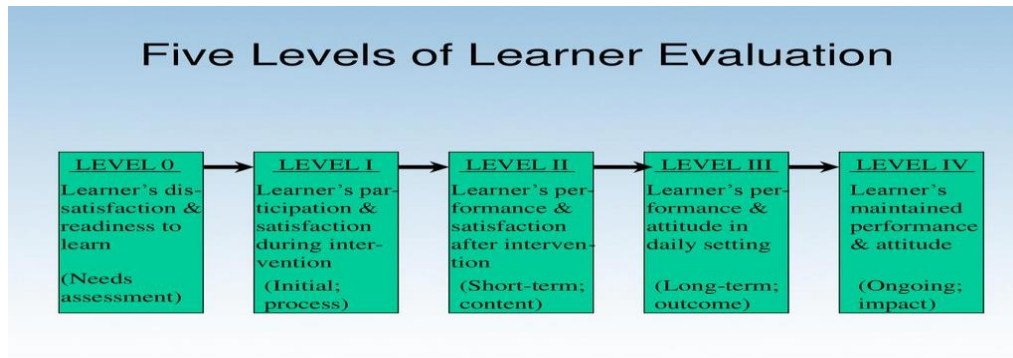 Five Levels of Learner Evaluation
LEVEL 0
Learner's dis-
satisfaction &
readiness to
learn
(Needs
assessment)
LEVEL I
Learner's par-
ticipation &
satisfaction
during inter-
vention
(Initial;
process)
LEVEL II
Learner's per-
formance &
satisfaction
after interven-
tion
(Short-term;
content)
LEVEL III
Learner's per-
formance &
attitude in
daily setting
(Long-term;
outcome)
LEVEL IV
Learner's
maintained
performance
& attitude
(Ongoing;
impact)